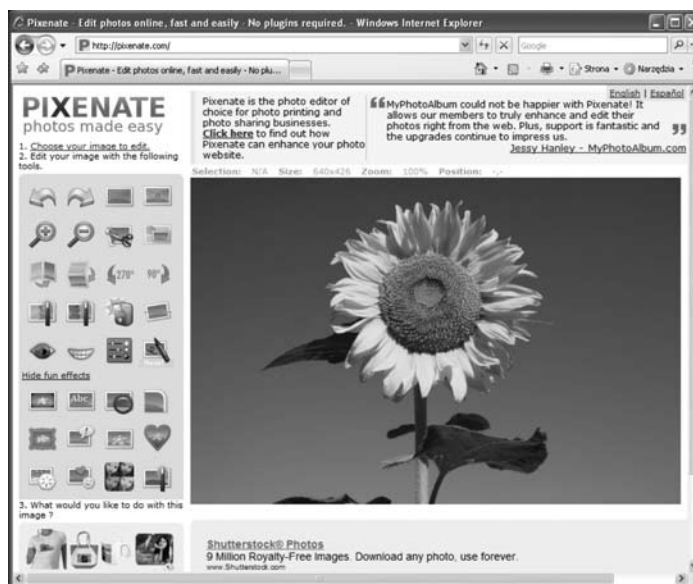 Pixenate - Edit photos online, fast and easily - No plugins required. - Windows Internet Explorer
http://pixenate.com/
Google
Pixenate - Edit photos online, fast and easily - No plu...
Strona
Narzędzia
English | Español
PIXENATE
photos made easy
1. Choose your image to edit.
2. Edit your image with the following
tools.
Pixenate is the photo editor of
choice for photo printing and
photo sharing businesses.
Click here to find out how
Pixenate can enhance your photo
website.
❝MyPhotoAlbum could not be happier with Pixenate! It
allows our members to truly enhance and edit their
photos right from the web. Plus, support is fantastic and
the upgrades continue to impress us. ❞
Jessy Hanley - MyPhotoAlbum.com
Selection: N/A Size: 640x426 Zoom: 100% Position: -,-
270°
90°
Hide fun effects
Abc
3. What would you like to do with this
image ?
Shutterstock® Photos
9 Million Royalty-Free Images. Download any photo, use forever.
www.Shutterstock.com